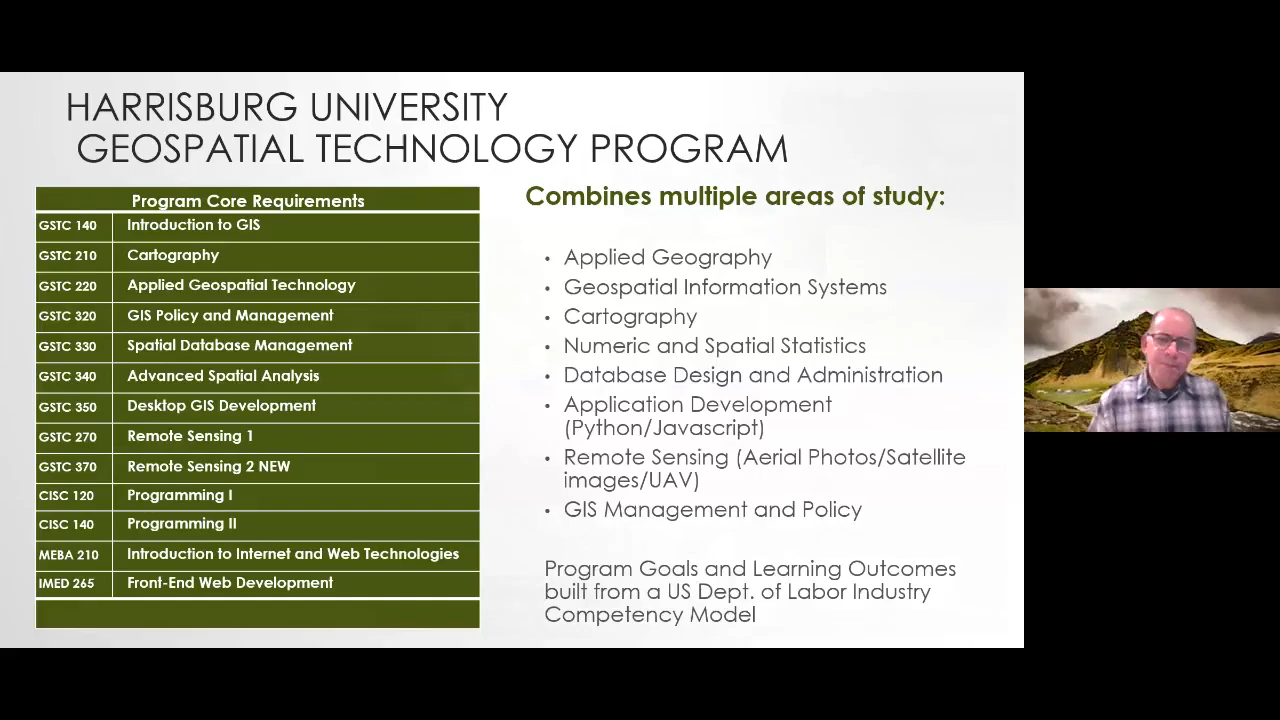 HARRISBURG UNIVERSITY
GEOSPATIAL TECHNOLOGY PROGRAM
Program Core Requirements
GSTC 140 Introduction to GIS
GSTC 210 Cartography
GSTC 220 Applied Geospatial Technology
GSTC 320 GIS Policy and Management
GSTC 330 Spatial Database Management
GSTC 340 Advanced Spatial Analysis
GSTC 350 Desktop GIS Development
GSTC 270 Remote Sensing 1
GSTC 370 Remote Sensing 2 NEW
CISC 120 Programming I
CISC 140 Programming II
MEBA 210 Introduction to Internet and Web Technologies
IMED 265 Front-End Web Development
Combines multiple areas of study:
• Applied Geography
• Geospatial Information Systems
• Cartography
• Numeric and Spatial Statistics
• Database Design and Administration
• Application Development
(Python/Javascript)
• Remote Sensing (Aerial Photos/Satellite
images/UAV)
• GIS Management and Policy
Program Goals and Learning Outcomes
built from a US Dept. of Labor Industry
Competency Model